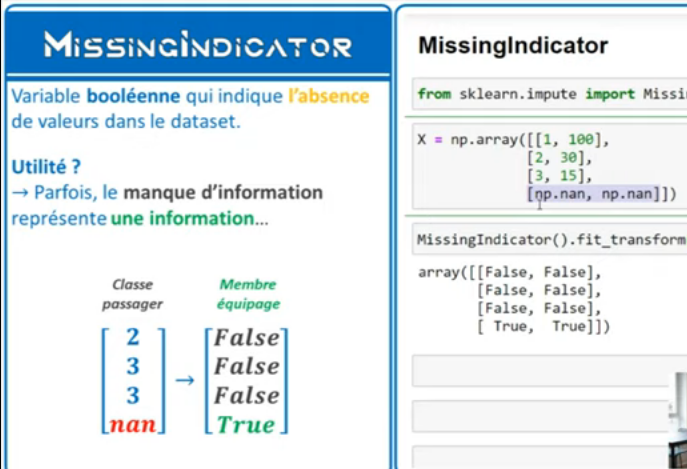 MissingIndicator
Variable booléenne qui indique l'absence
de valeurs dans le dataset.
Utilité ?
→ Parfois, le manque d'information
représente une information...
Classe
passager
Membre
équipage
2
3
3
nan
→
False
False
False
True
MissingIndicator
from sklearn.impute import Missi
X = np.array([[1, 100],
[2, 30],
[3, 15],
[np.nan, np.nan]])
MissingIndicator().fit_transform
array([[False, False],
[False, False],
[False, False],
[ True, True]])